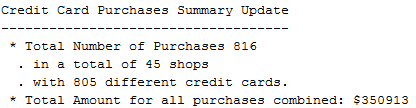 Credit Card Purchases Summary Update
------------------------------------
* Total Number of Purchases 816
. in a total of 45 shops
. with 805 different credit cards.
* Total Amount for all purchases combined: $350913